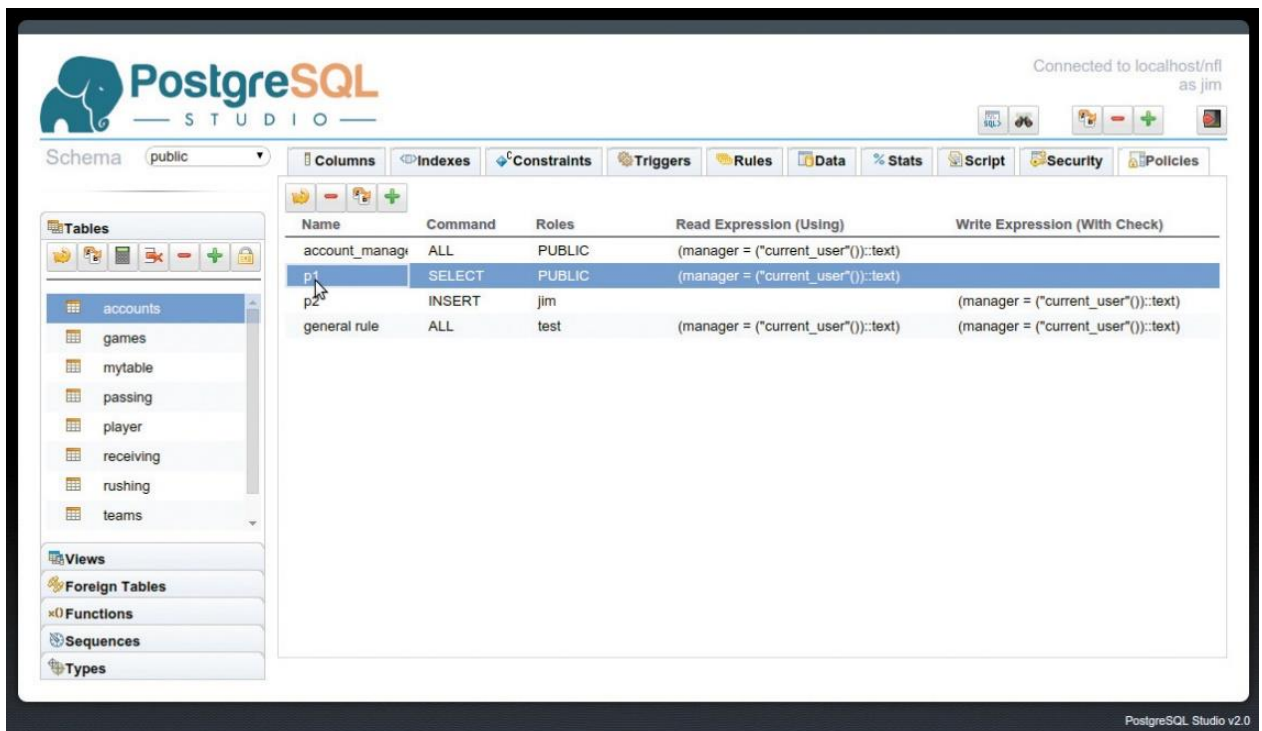 PostgreSQL
STUDIO
Connected to localhost/nfl
as jim
SQL>
Schema public
Columns Indexes Constraints Triggers Rules Data % Stats Script Security Policies
Tables
Name Command Roles Read Expression (Using) Write Expression (With Check)
account_manage ALL PUBLIC (manager = ("current_user"())::text)
p1 SELECT PUBLIC (manager = ("current_user"())::text)
p2 INSERT jim (manager = ("current_user"())::text)
general rule ALL test (manager = ("current_user"())::text) (manager = ("current_user"())::text)
accounts
games
mytable
passing
player
receiving
rushing
teams
Views
Foreign Tables
Functions
Sequences
Types
PostgreSQL Studio v2.0